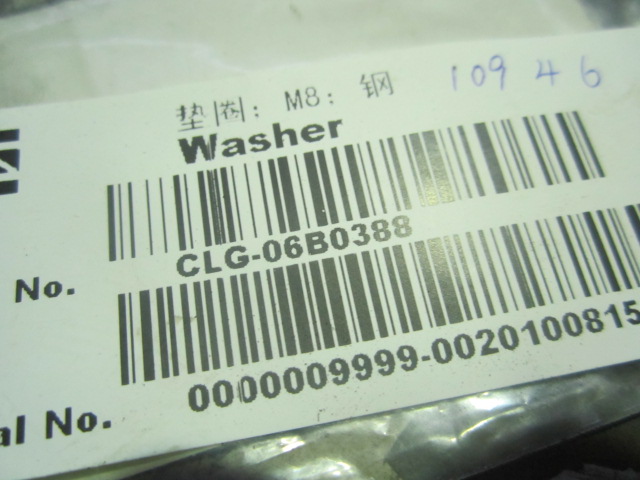 垫圈：M8：钢
109 4 6
Washer
No. CLG-06B0388
al No. 0000009999-0020100815